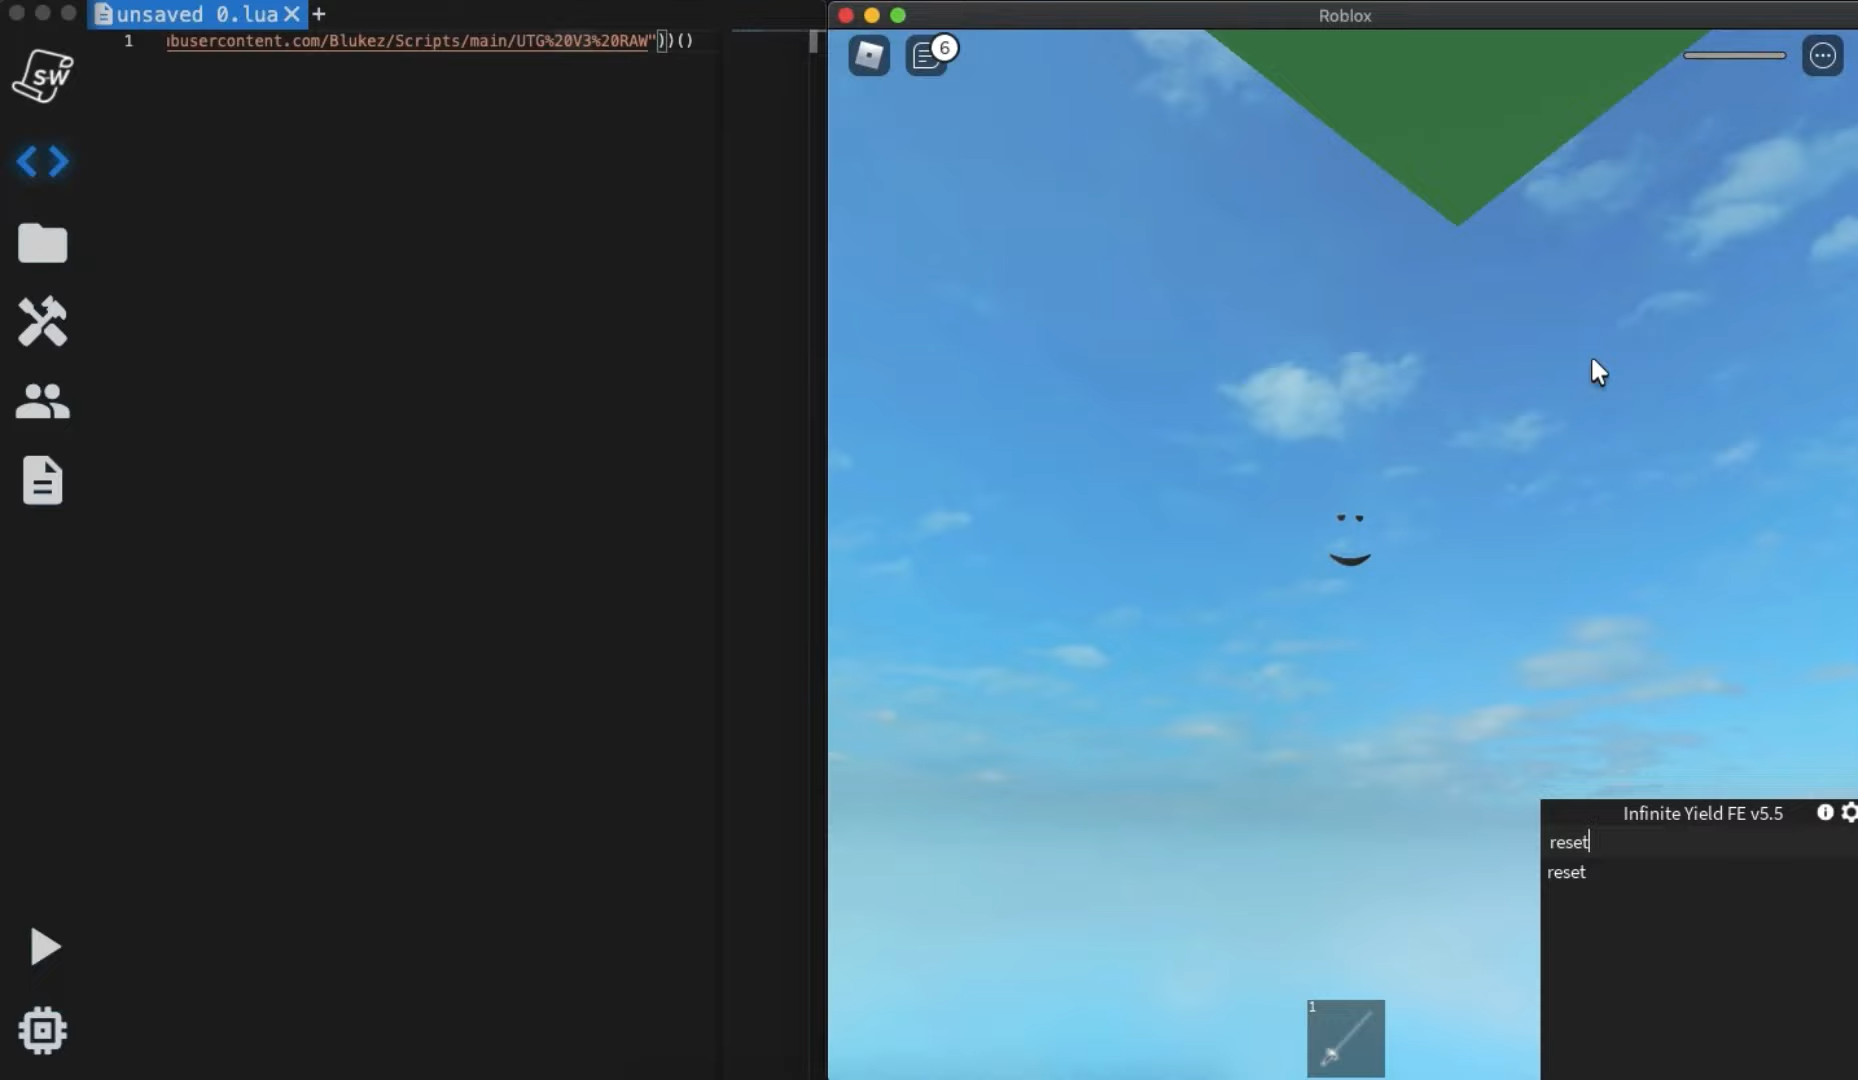 unsaved 0.lua
1
busercontent.com/Blukez/Scripts/main/UTG%20V3%20RAW"))()
SW
Roblox
6
Infinite Yield FE v5.5
reset
reset
1